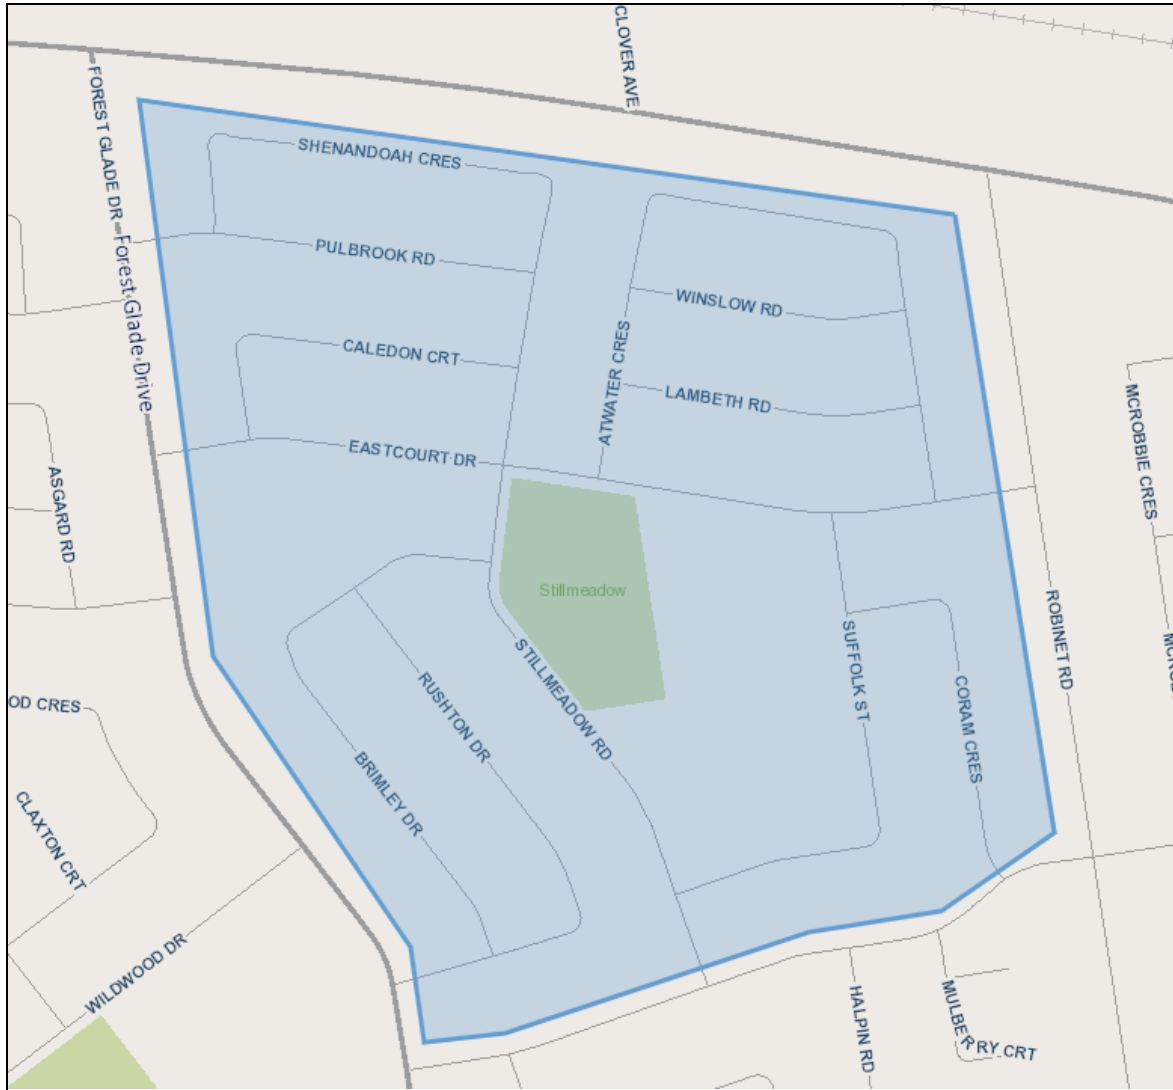 CLOVER AVE
FOREST GLADE DR
SHENANDOAH CRES
Forest Glade Drive
PULBROOK RD
WINSLOW RD
CALEDON CRT
ATWATER CRES
LAMBETH RD
MCROBBIE CRES
EASTCOURT DR
ASGARD RD
Stillmeadow
ROBINET RD
SUFFOLK ST
STILLMEADOW RD
RUSHTON DR
CORAM CRES
OD CRES
BRIMLEY DR
CLAXTON CRT
WILDWOOD DR
HALPIN RD
MULBERRY CRT